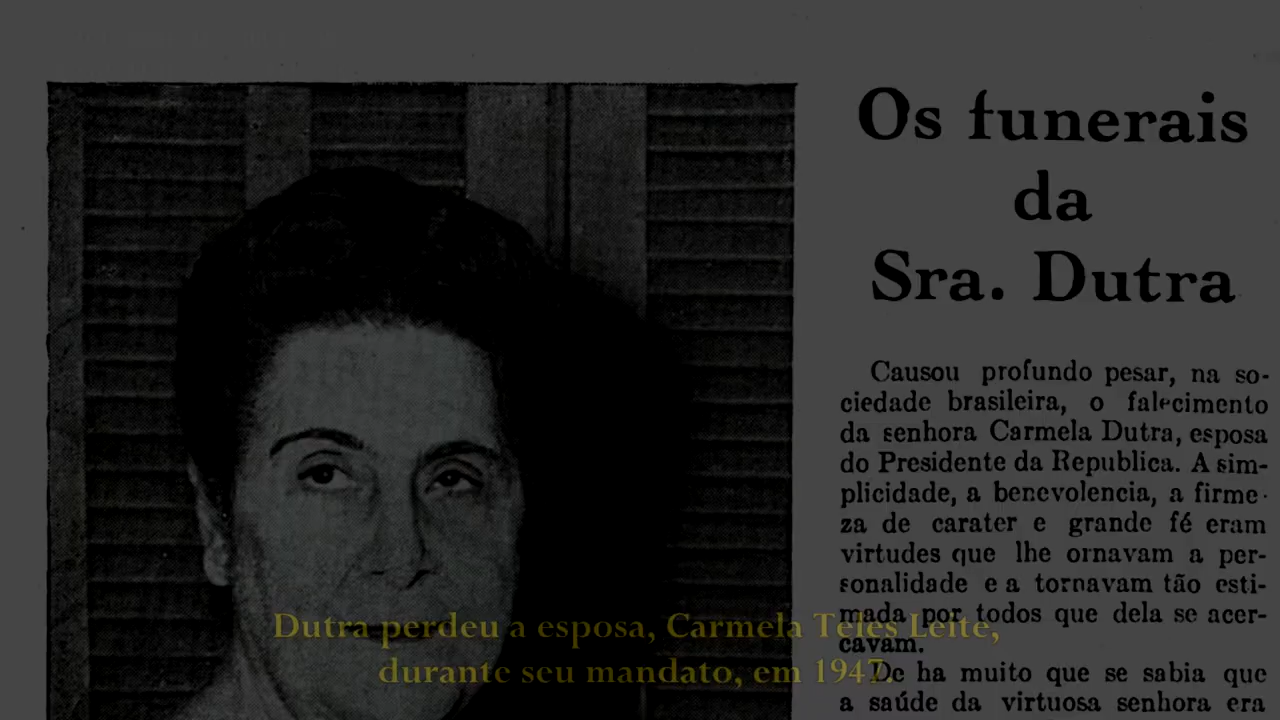 Os funerais
da
Sra. Dutra
Causou profundo pesar, na so-
ciedade brasileira, o falecimento
da senhora Carmela Dutra, esposa
do Presidente da Republica. A sim-
plicidade, a benevolencia, a firme-
za de carater e grande fé eram
virtudes que lhe ornavam a per-
sonalidade e a tornavam tão esti-
mada por todos que dela se acer-
cavam.
De ha muito que se sabia que
a saúde da virtuosa senhora era
Dutra perdeu a esposa, Carmela Teles Leite,
durante seu mandato, em 1947.